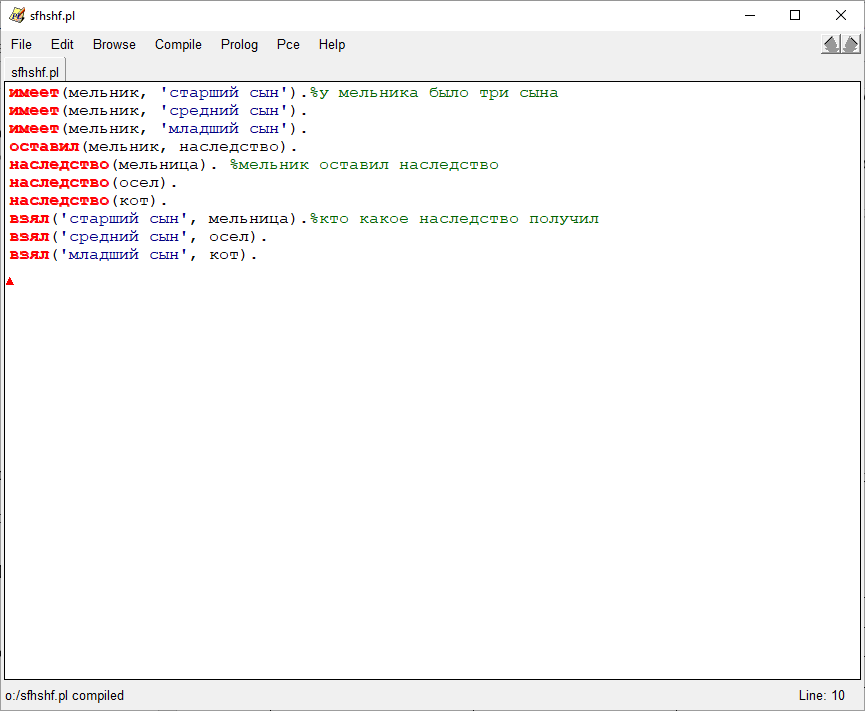 sfhshf.pl
File Edit Browse Compile Prolog Pce Help
sfhshf.pl
имеет(мельник, 'старший сын').%у мельника было три сына
имеет(мельник, 'средний сын').
имеет(мельник, 'младший сын').
оставил(мельник, наследство).
наследство(мельница). %мельник оставил наследство
наследство(осел).
наследство(кот).
взял('старший сын', мельница).%кто какое наследство получил
взял('средний сын', осел).
взял('младший сын', кот).
o:/sfhshf.pl compiled Line: 10